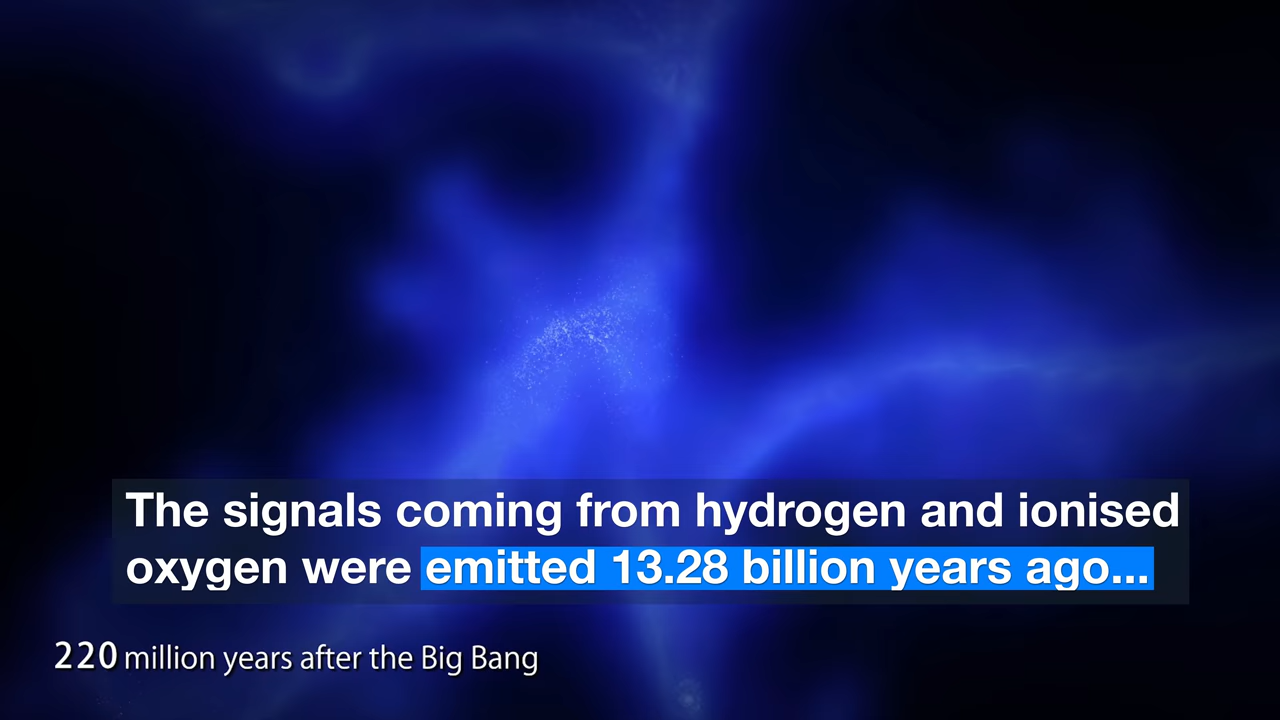 The signals coming from hydrogen and ionised
oxygen were emitted 13.28 billion years ago...
220 million years after the Big Bang